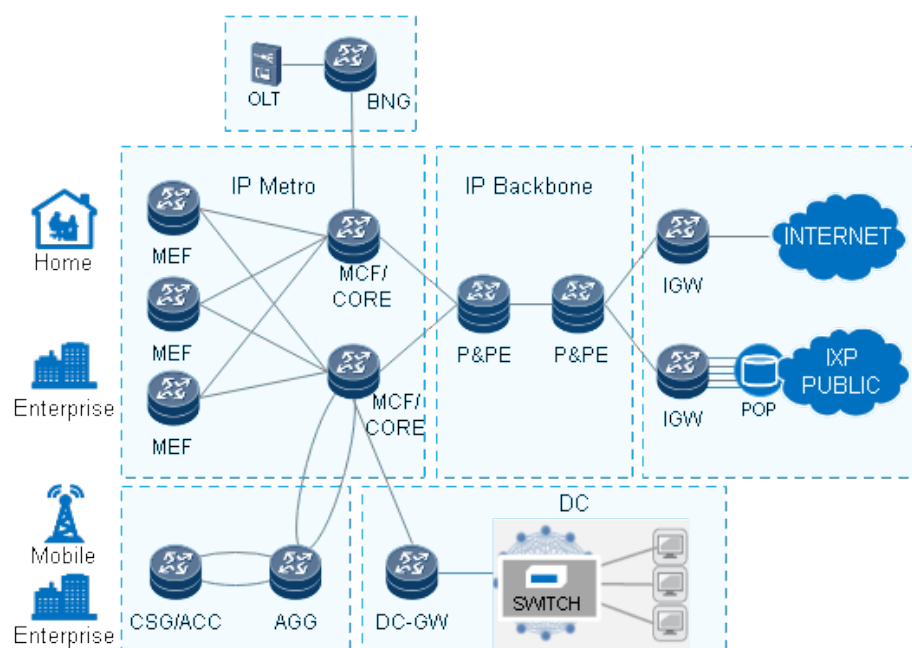 OLT
BNG
IP Metro
IP Backbone
Home
MEF
MCF/
CORE
IGW
INTERNET
MEF
P&PE
P&PE
Enterprise
MEF
MCF/
CORE
IGW
POP
IXP
PUBLIC
Mobile
Enterprise
CSG/ACC
AGG
DC
DC-GW
SWITCH